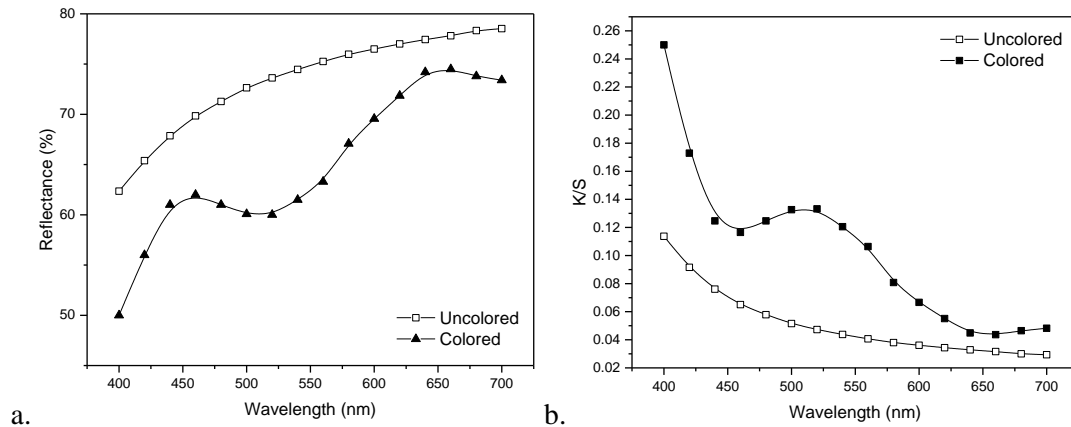 80
70
60
50
Reflectance (%)
400 450 500 550 600 650 700
Wavelength (nm)
Uncolored
Colored
a.
0.26
0.24
0.22
0.20
0.18
0.16
0.14
0.12
0.10
0.08
0.06
0.04
0.02
K/S
400 450 500 550 600 650 700
Wavelength (nm)
Uncolored
Colored
b.